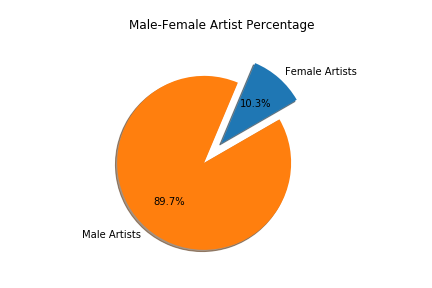 Male-Female Artist Percentage
Female Artists
10.3%
89.7%
Male Artists